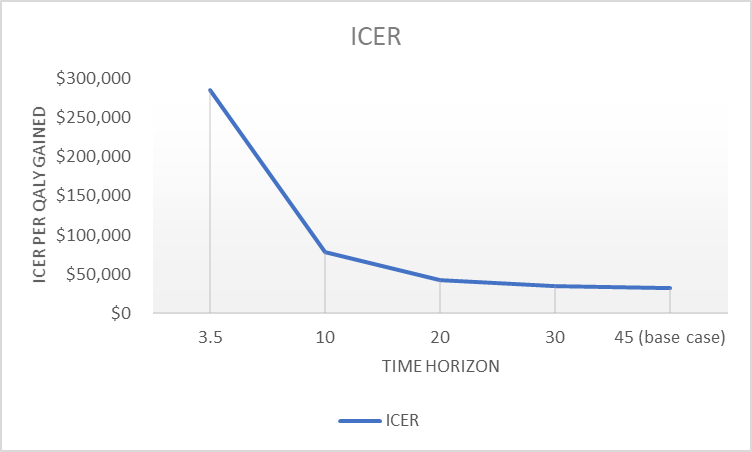 ICER
ICER PER QALY GAINED
$300,000
$250,000
$200,000
$150,000
$100,000
$50,000
$0
3.5 10 20 30 45 (base case)
TIME HORIZON
ICER